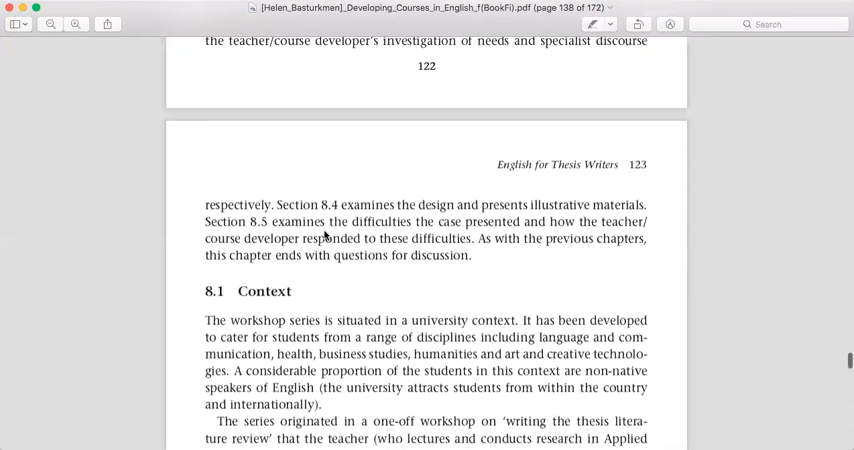 [Helen_Basturkmen]_Developing_Courses_in_English_f(BookFi).pdf (page 138 of 172)
Search
the teacher/course developer's investigation of needs and specialist discourse
122
English for Thesis Writers 123
respectively. Section 8.4 examines the design and presents illustrative materials.
Section 8.5 examines the difficulties the case presented and how the teacher/
course developer responded to these difficulties. As with the previous chapters,
this chapter ends with questions for discussion.
8.1 Context
The workshop series is situated in a university context. It has been developed
to cater for students from a range of disciplines including language and com-
munication, health, business studies, humanities and art and creative technolo-
gies. A considerable proportion of the students in this context are non-native
speakers of English (the university attracts students from within the country
and internationally).
The series originated in a one-off workshop on 'writing the thesis litera-
ture review' that the teacher (who lectures and conducts research in Applied